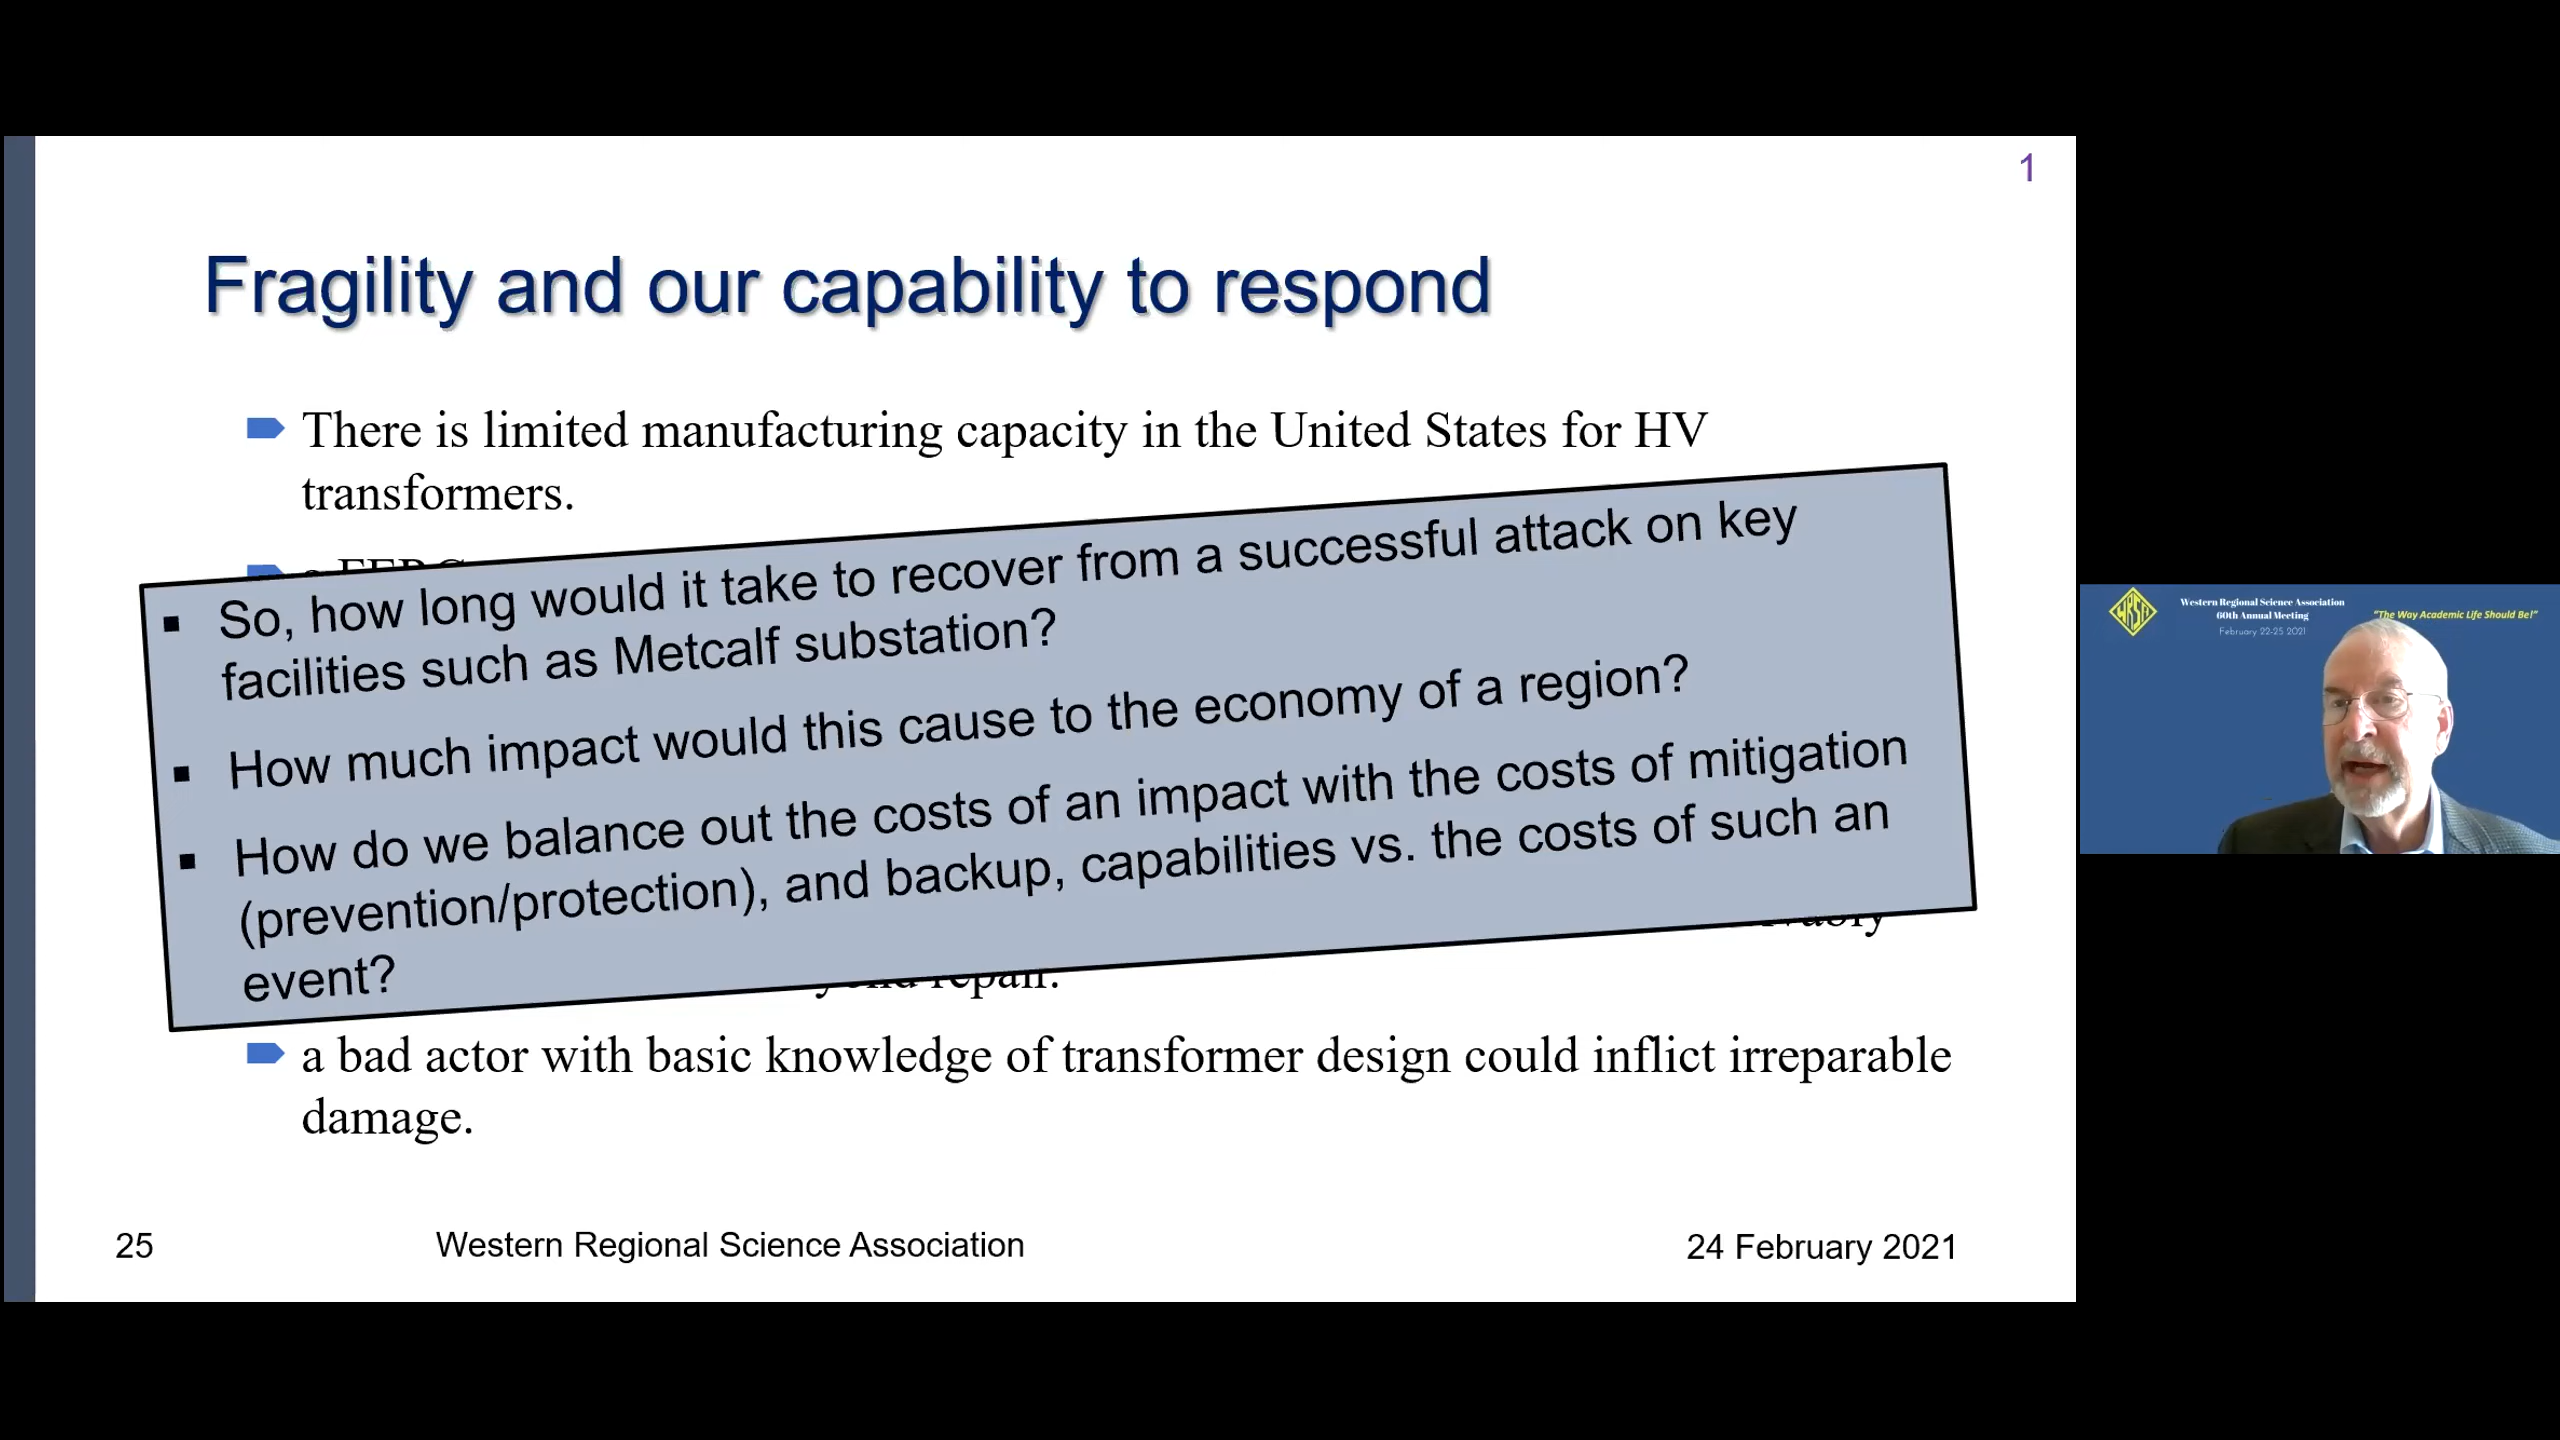 1
Fragility and our capability to respond
There is limited manufacturing capacity in the United States for HV
transformers.
a FERC
So, how long would it take to recover from a successful attack on key
facilities such as Metcalf substation?
How much impact would this cause to the economy of a region?
How do we balance out the costs of an impact with the costs of mitigation
(prevention/protection), and backup, capabilities vs. the costs of such an
event?
repair.
a bad actor with basic knowledge of transformer design could inflict irreparable
damage.
25
Western Regional Science Association
24 February 2021
WRSA
Western Regional Science Association
60th Annual Meeting
February 22-25 2021
"The Way Academic Life Should Be!"